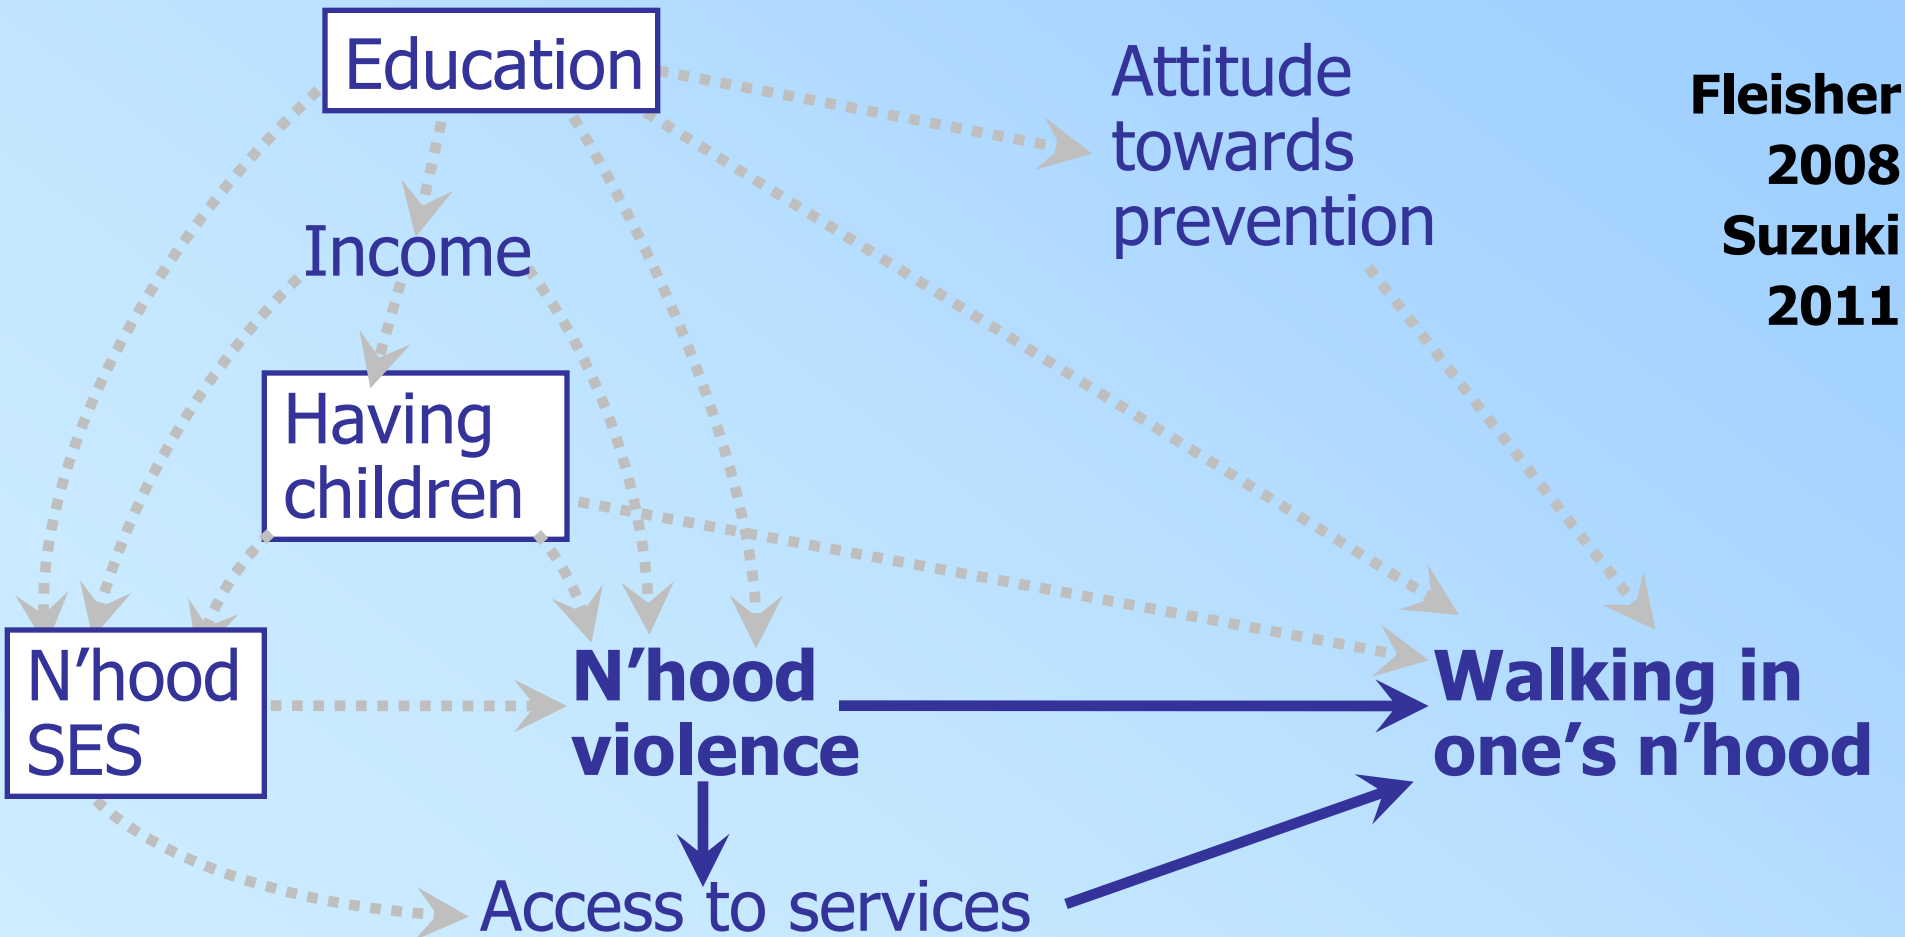 Education
Attitude
towards
prevention
Fleisher
2008
Suzuki
2011
Income
Having
children
N’hood
SES
N’hood
violence
Walking in
one’s n’hood
Access to services